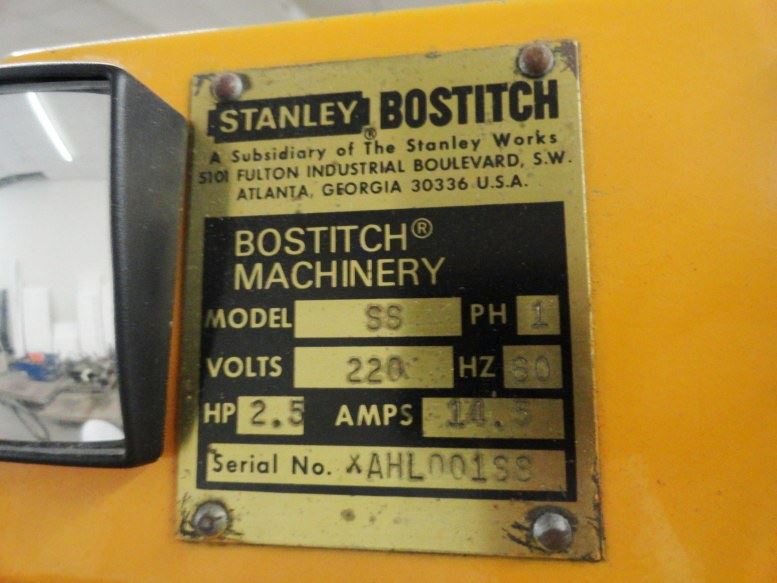 STANLEY BOSTITCH
®
A Subsidiary of The Stanley Works
5101 FULTON INDUSTRIAL BOULEVARD, S.W.
ATLANTA, GEORGIA 30336 U.S.A.
BOSTITCH®
MACHINERY
MODEL SS PH 1
VOLTS 220 HZ 60
HP 2.5 AMPS 14.5
Serial No. XAHL001SS